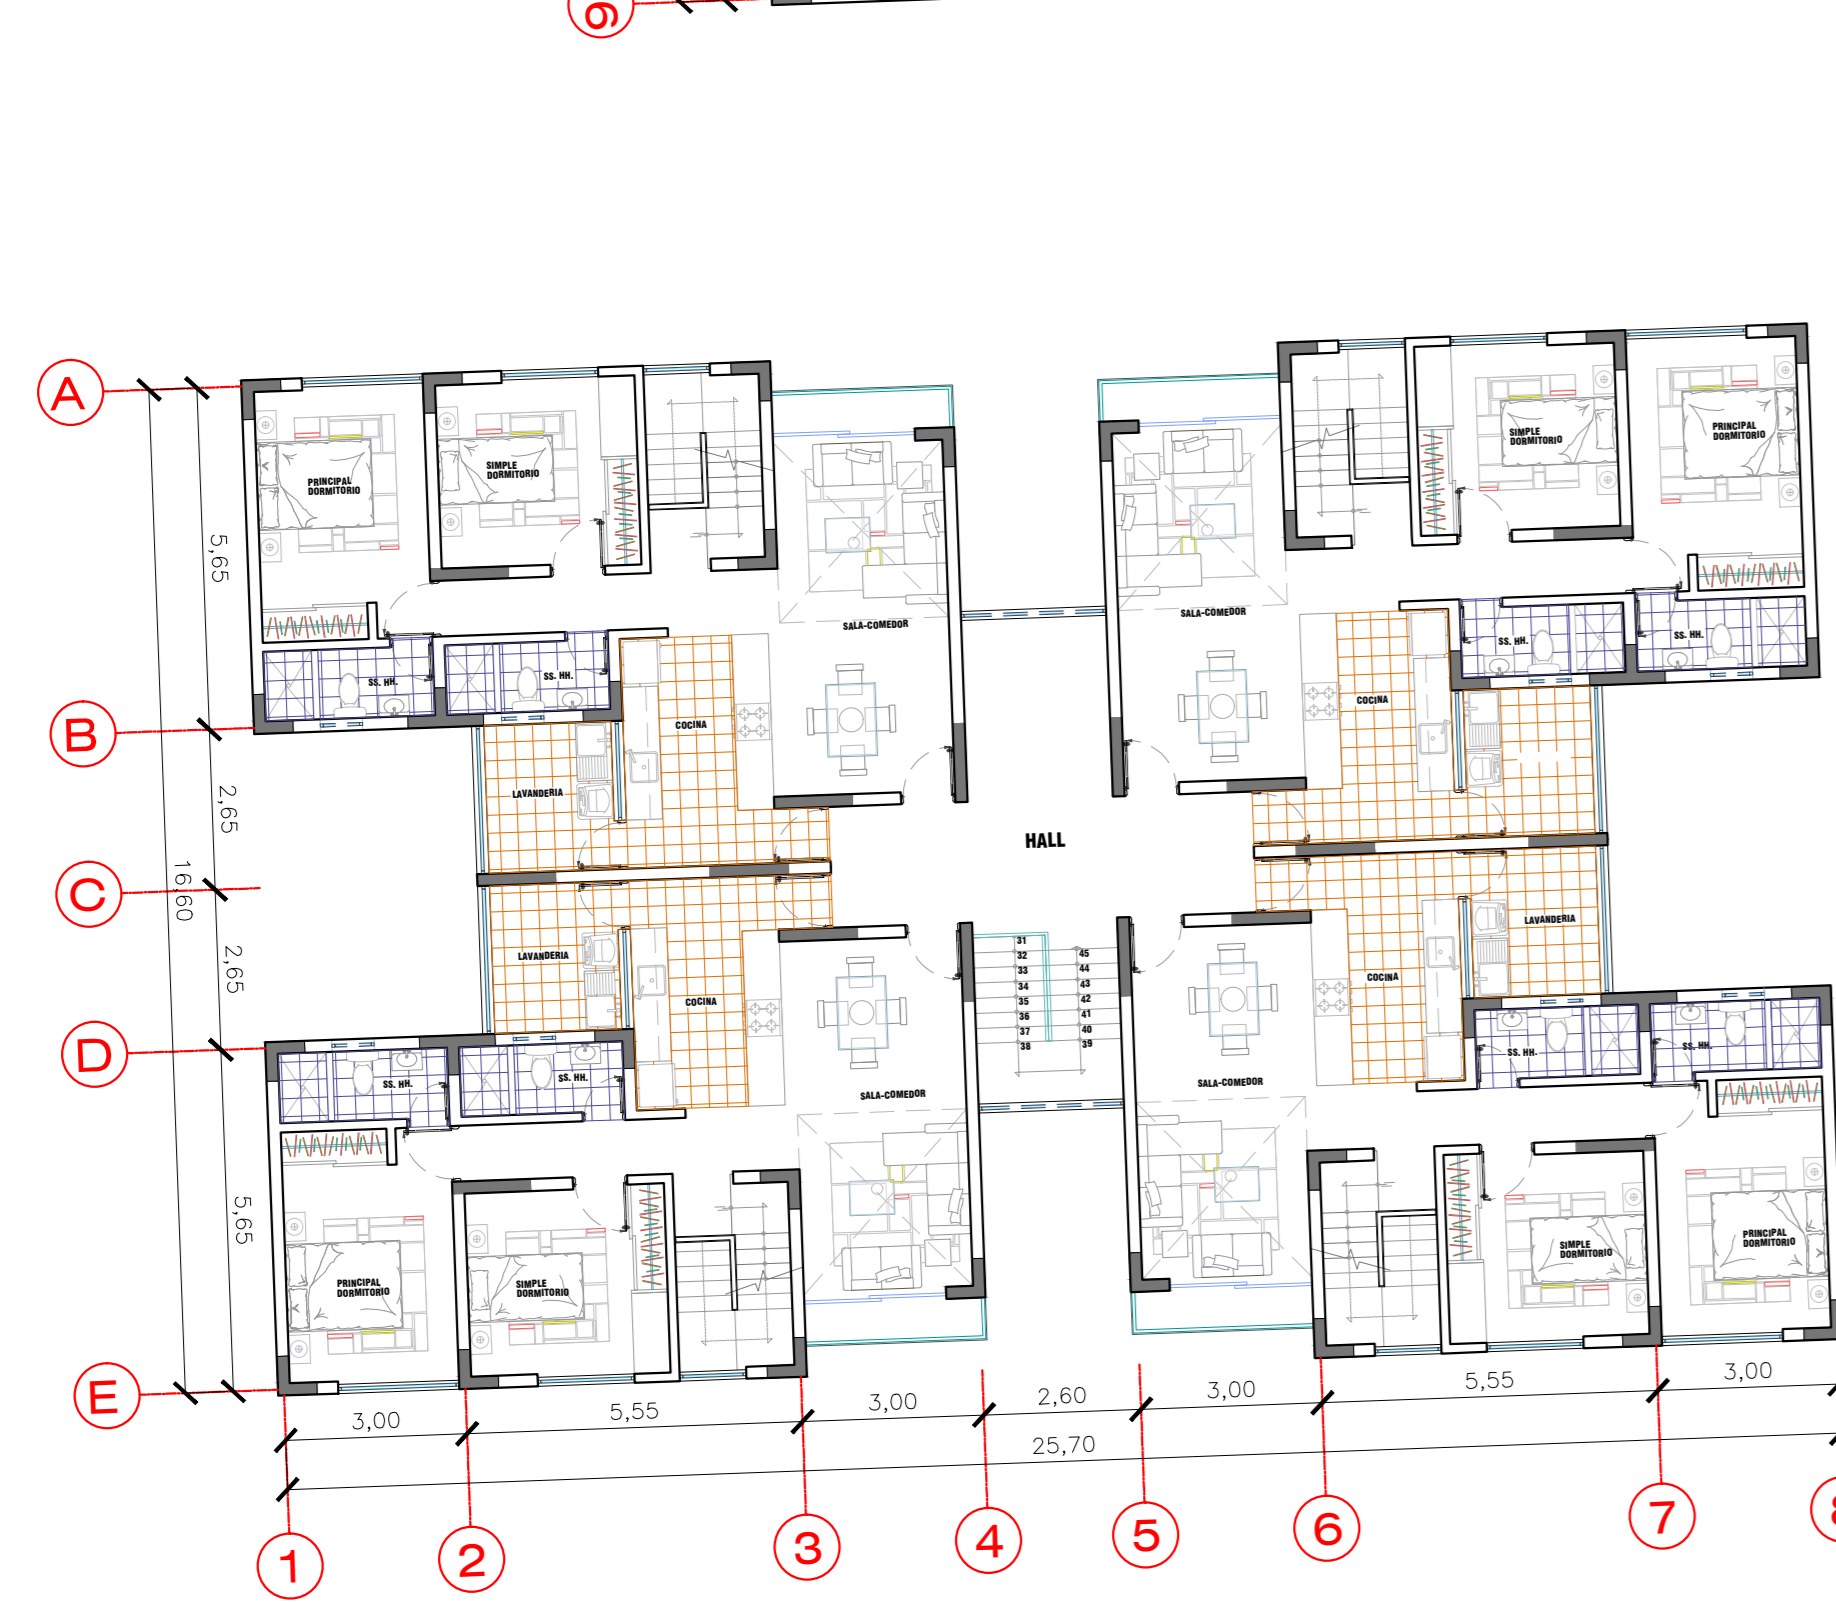 6
A
B
C
D
E
5,65
2,65
16,60
2,65
5,65
PRINCIPAL
DORMITORIO
SIMPLE
DORMITORIO
SALA-COMEDOR
SS. HH.
SS. HH.
COCINA
LAVANDERIA
SIMPLE
DORMITORIO
PRINCIPAL
DORMITORIO
SALA-COMEDOR
SS. HH.
SS. HH.
COCINA
HALL
LAVANDERIA
COCINA
SALA-COMEDOR
SS. HH.
SS. HH.
PRINCIPAL
DORMITORIO
SIMPLE
DORMITORIO
31
32
33
34
35
36
37
38
45
44
43
42
41
40
39
LAVANDERIA
COCINA
SALA-COMEDOR
SS. HH.
SS. HH.
SIMPLE
DORMITORIO
PRINCIPAL
DORMITORIO
3,00
5,55
3,00
2,60
3,00
5,55
3,00
25,70
1
2
3
4
5
6
7